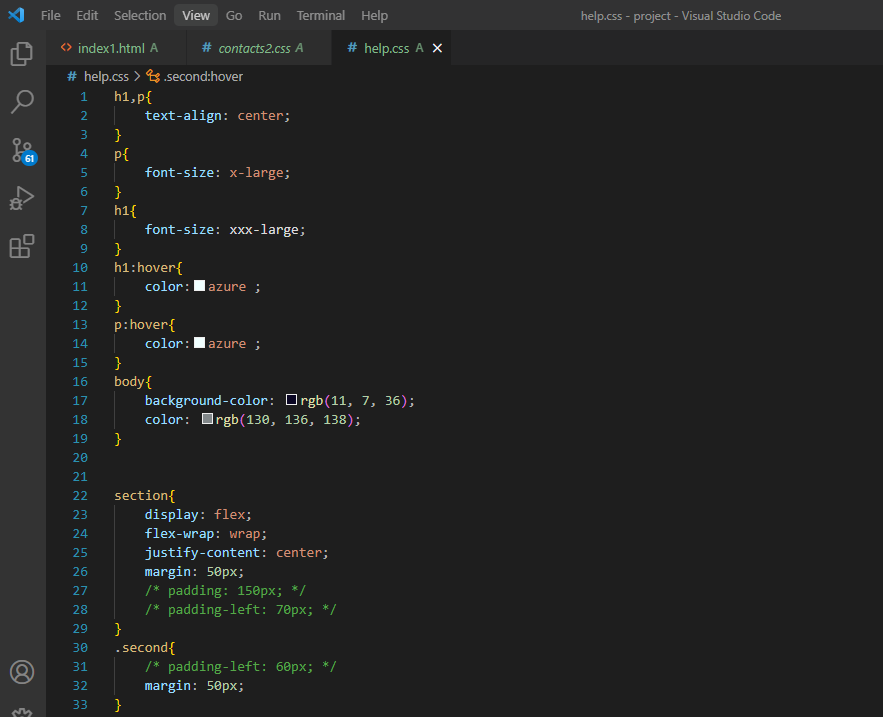 File Edit Selection View Go Run Terminal Help help.css - project - Visual Studio Code
<> index1.html A # contacts2.css A # help.css A ×
# help.css > .second:hover
1 h1,p{
2     text-align: center;
3 }
4 p{
5     font-size: x-large;
6 }
7 h1{
8     font-size: xxx-large;
9 }
10 h1:hover{
11     color: azure ;
12 }
13 p:hover{
14     color: azure ;
15 }
16 body{
17     background-color: rgb(11, 7, 36);
18     color: rgb(130, 136, 138);
19 }
20
21
22 section{
23     display: flex;
24     flex-wrap: wrap;
25     justify-content: center;
26     margin: 50px;
27     /* padding: 150px; */
28     /* padding-left: 70px; */
29 }
30 .second{
31     /* padding-left: 60px; */
32     margin: 50px;
33 }
61